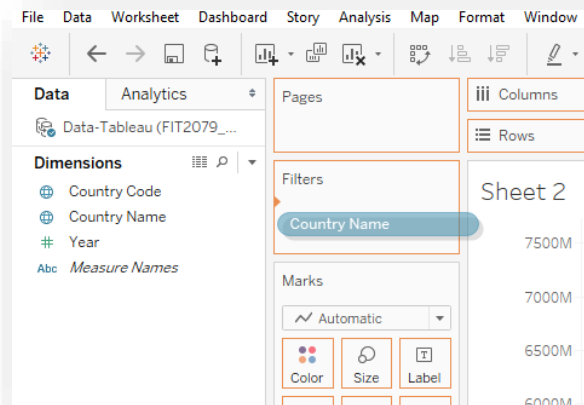 File Data Worksheet Dashboard Story Analysis Map Format Window
Data Analytics
Data-Tableau (FIT2079_...
Dimensions
Country Code
Country Name
# Year
Abc Measure Names
Pages
Filters
Country Name
Marks
Automatic
Color Size Label
T
Columns
Rows
Sheet 2
7500M
7000M
6500M
6000M